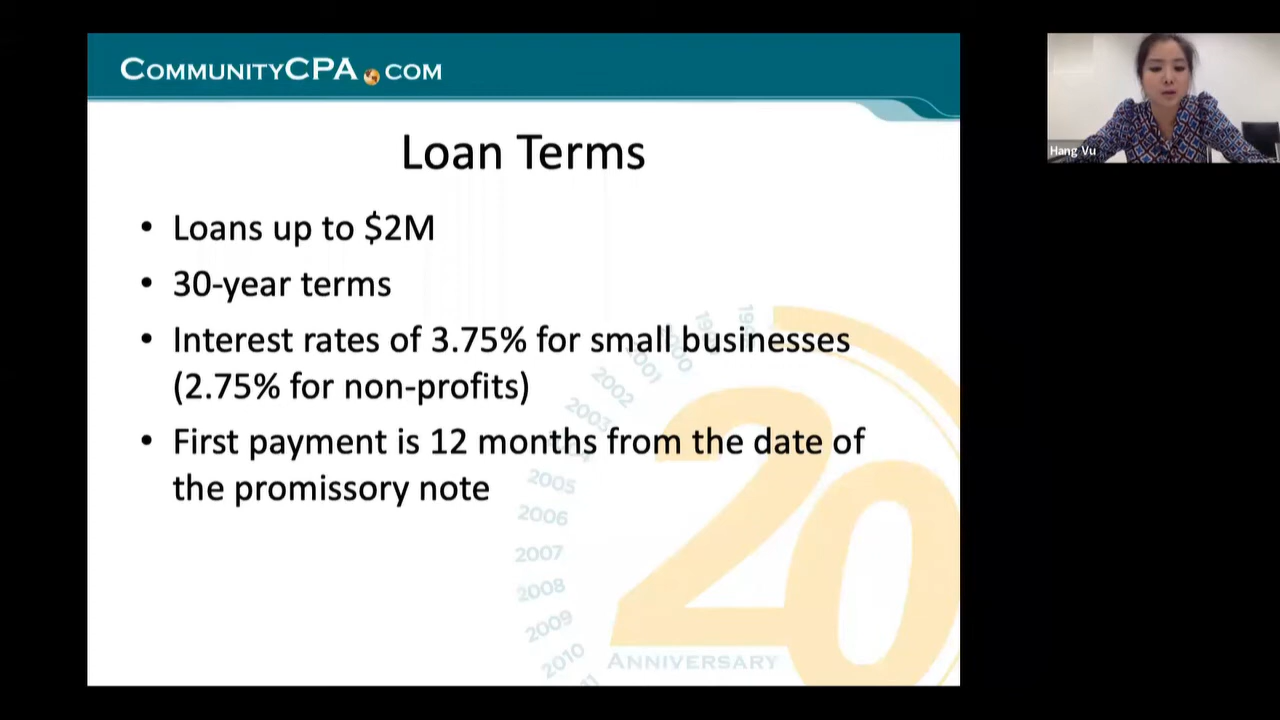 COMMUNITYCPA.COM
Loan Terms
• Loans up to $2M
• 30-year terms
• Interest rates of 3.75% for small businesses
(2.75% for non-profits)
• First payment is 12 months from the date of
the promissory note
2001
2002
2003
2005
2006
2007
2008
2009
2010
20
ANNIVERSARY
Hang Vu